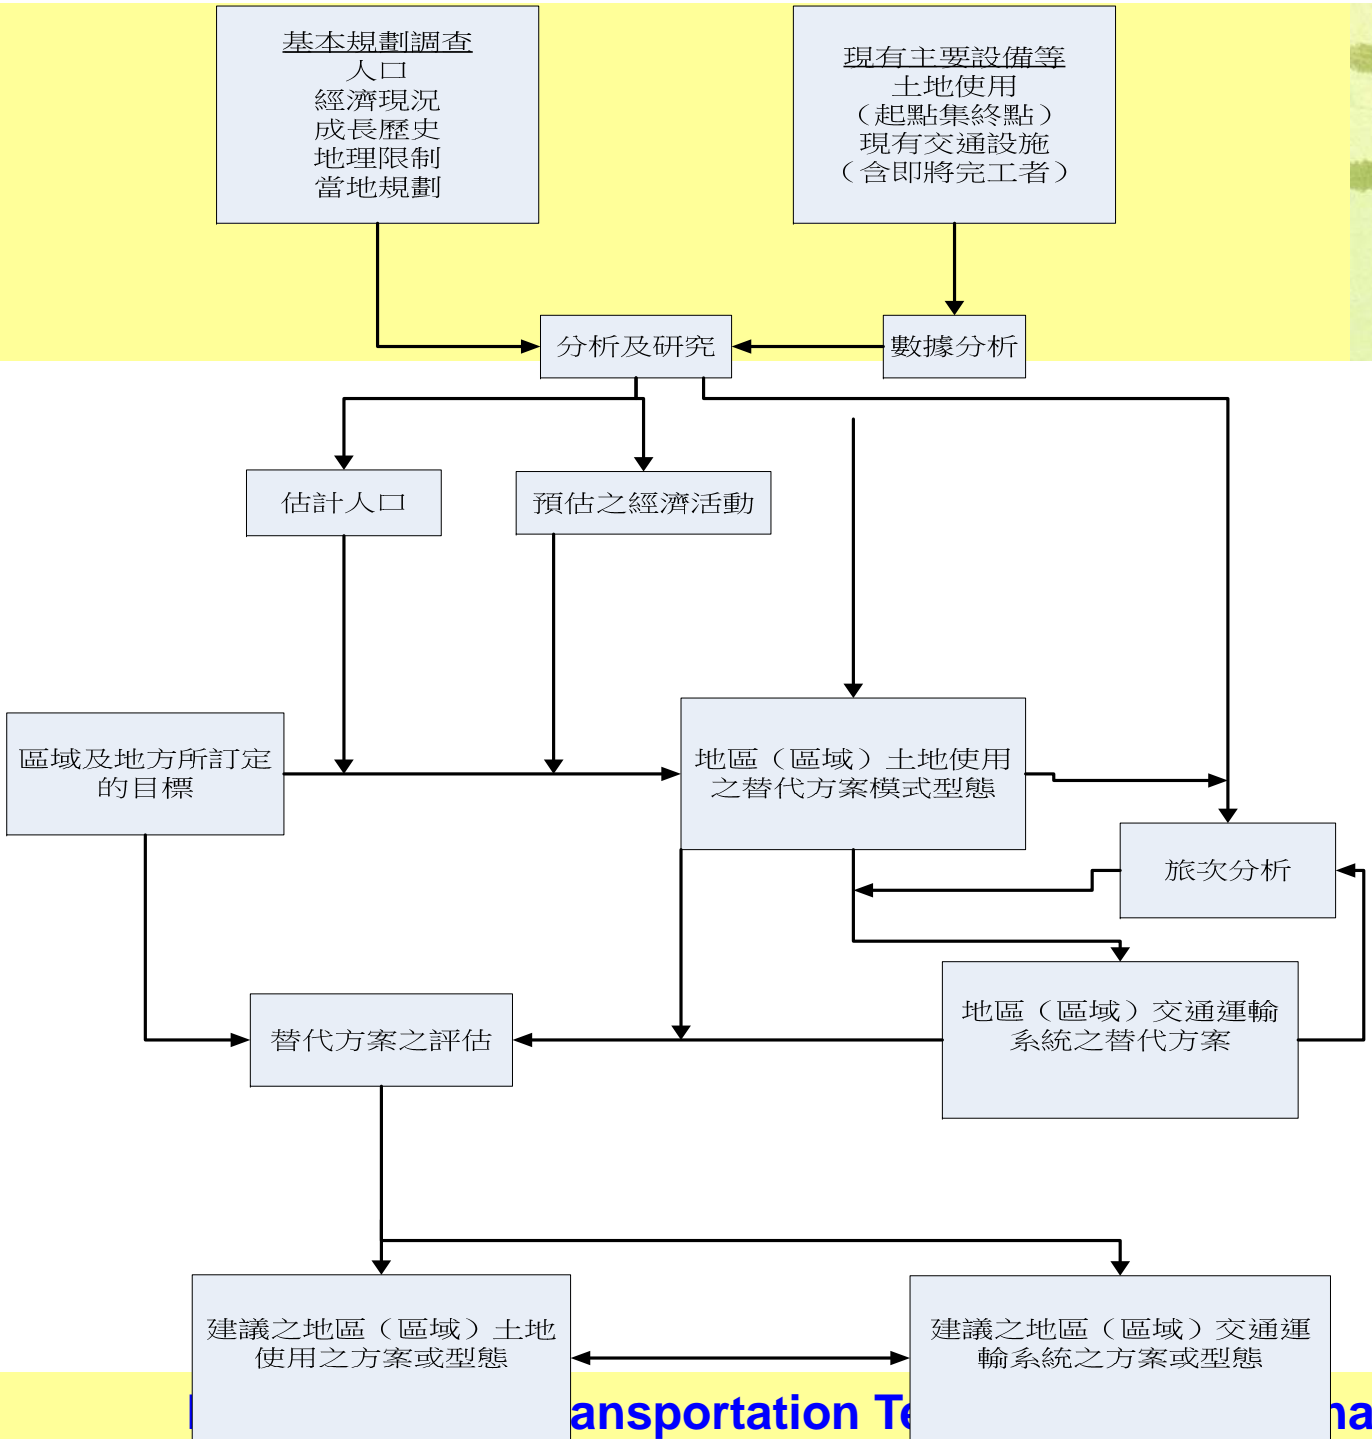 基本規劃調查
人口
經濟現況
成長歷史
地理限制
當地規劃
現有主要設備等
土地使用
（起點集終點）
現有交通設施
（含即將完工者）
分析及研究
數據分析
估計人口
預估之經濟活動
區域及地方所訂定
的目標
地區（區域）土地使用
之替代方案模式型態
旅次分析
替代方案之評估
地區（區域）交通運輸
系統之替代方案
建議之地區（區域）土地
使用之方案或型態
建議之地區（區域）交通運
輸系統之方案或型態
ansportation Te